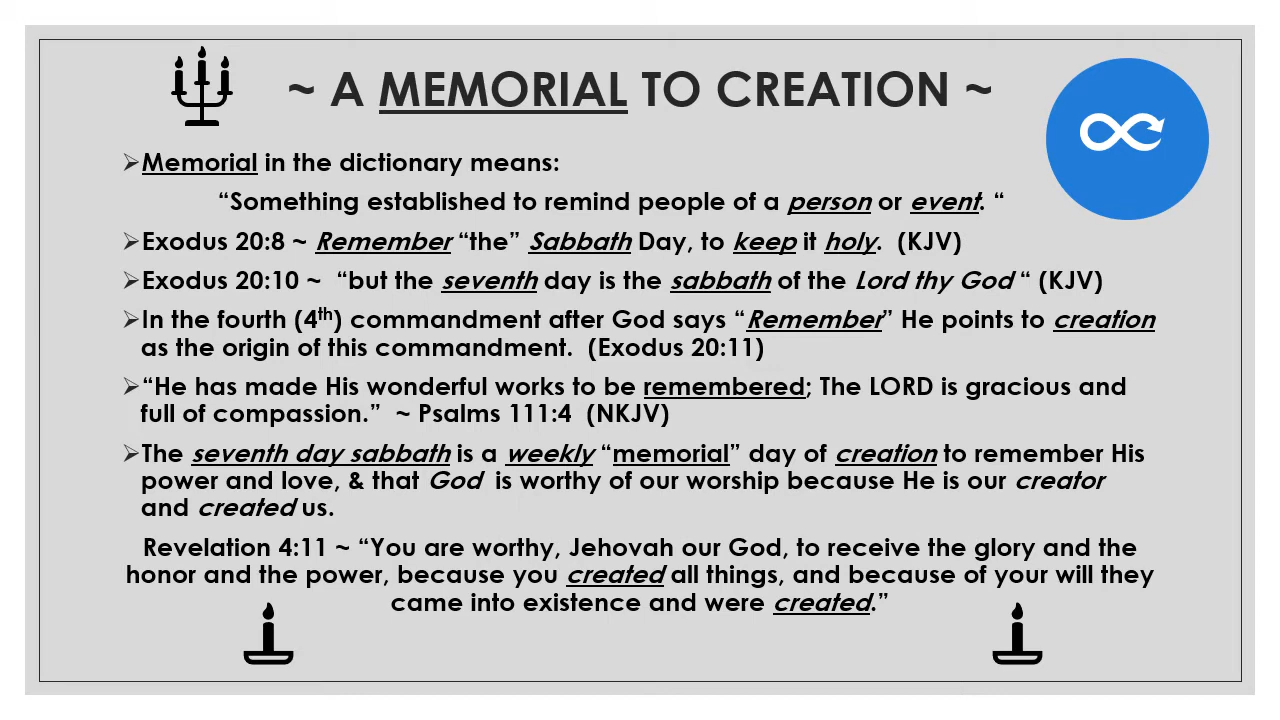 ~ A MEMORIAL TO CREATION ~
➢Memorial in the dictionary means:
“Something established to remind people of a person or event. “
➢Exodus 20:8 ~ Remember “the” Sabbath Day, to keep it holy. (KJV)
➢Exodus 20:10 ~ “but the seventh day is the sabbath of the Lord thy God “ (KJV)
➢In the fourth (4th) commandment after God says “Remember” He points to creation
as the origin of this commandment. (Exodus 20:11)
➢“He has made His wonderful works to be remembered; The LORD is gracious and
full of compassion.” ~ Psalms 111:4 (NKJV)
➢The seventh day sabbath is a weekly “memorial” day of creation to remember His
power and love, & that God is worthy of our worship because He is our creator
and created us.
Revelation 4:11 ~ “You are worthy, Jehovah our God, to receive the glory and the
honor and the power, because you created all things, and because of your will they
came into existence and were created.”